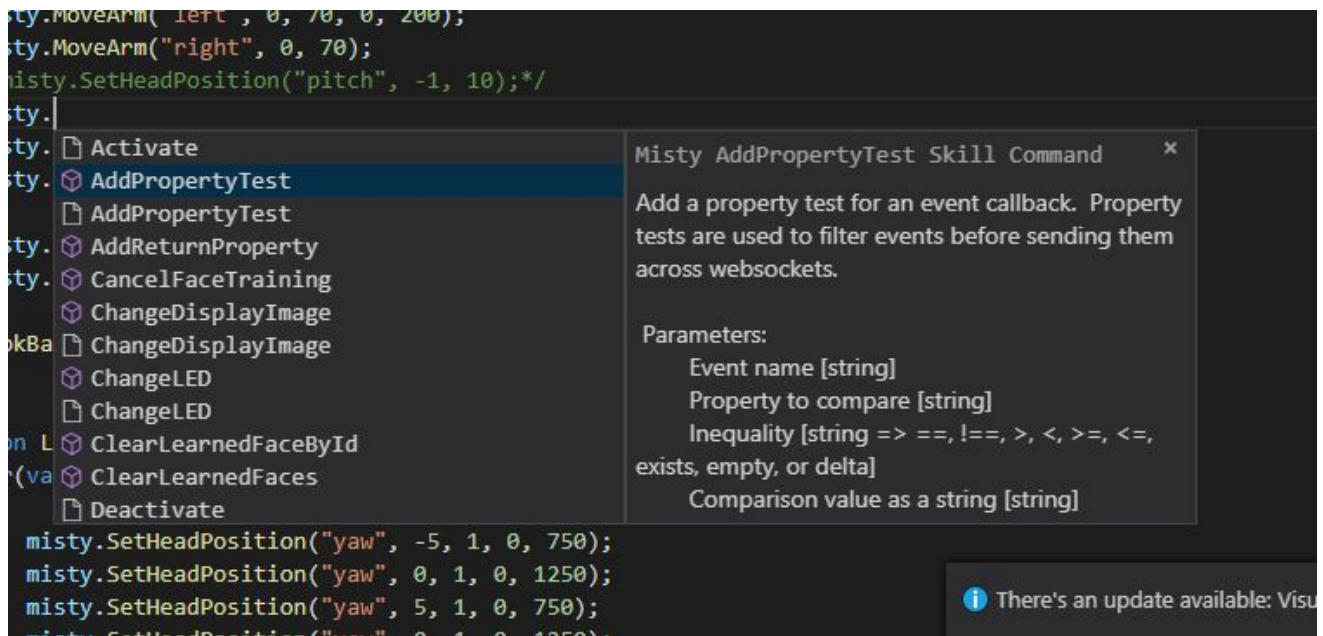 sty.MoveArm("left", 0, 70, 0, 200);
sty.MoveArm("right", 0, 70);
misty.SetHeadPosition("pitch", -1, 10);*/
sty.
sty.
Activate
sty.
AddPropertyTest
AddPropertyTest
sty.
AddReturnProperty
sty.
CancelFaceTraining
ChangeDisplayImage
okBa
ChangeDisplayImage
ChangeLED
ChangeLED
on L
ClearLearnedFaceById
r(va
ClearLearnedFaces
Deactivate
Misty AddPropertyTest Skill Command
Add a property test for an event callback. Property
tests are used to filter events before sending them
across websockets.
Parameters:
Event name [string]
Property to compare [string]
Inequality [string => ==, !==, >, <, >=, <=,
exists, empty, or delta]
Comparison value as a string [string]
misty.SetHeadPosition("yaw", -5, 1, 0, 750);
misty.SetHeadPosition("yaw", 0, 1, 0, 1250);
misty.SetHeadPosition("yaw", 5, 1, 0, 750);
There's an update available: Visu